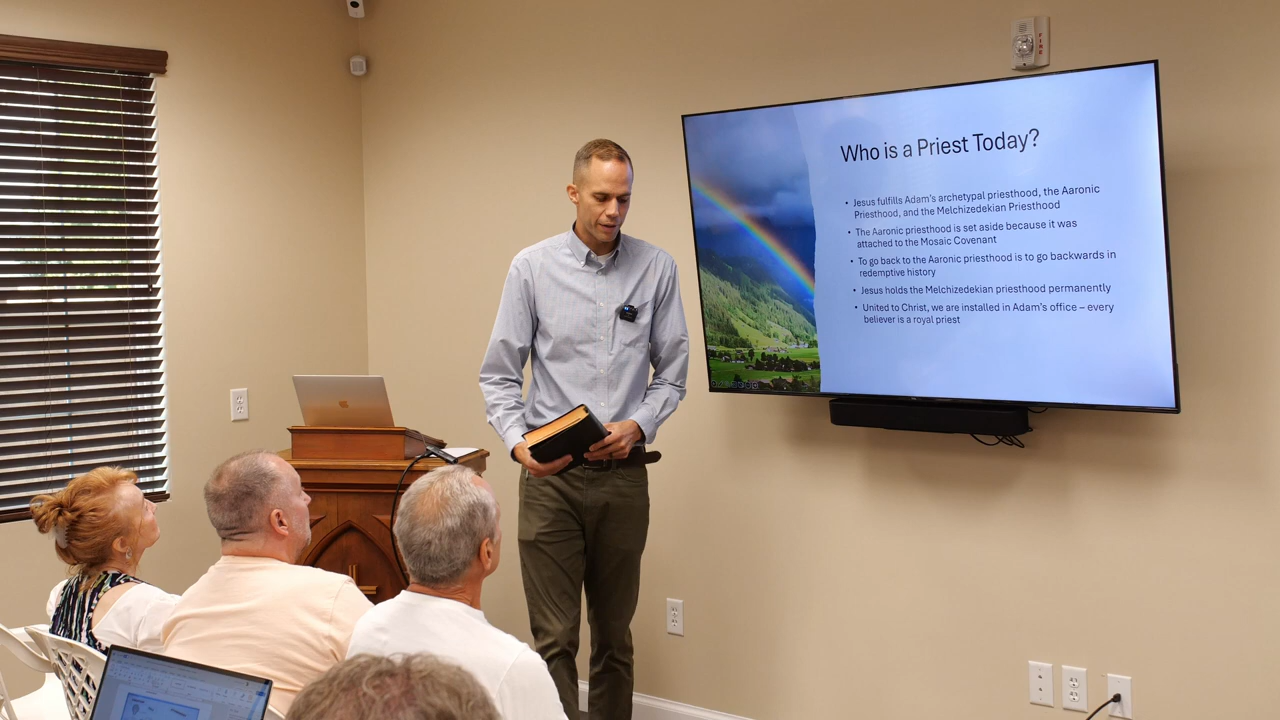 FIRE
Who is a Priest Today?
• Jesus fulfills Adam's archetypal priesthood, the Aaronic
Priesthood, and the Melchizedekian Priesthood
• The Aaronic priesthood is set aside because it was
attached to the Mosaic Covenant
• To go back to the Aaronic priesthood is to go backwards in
redemptive history
• Jesus holds the Melchizedekian priesthood permanently
• United to Christ, we are installed in Adam's office – every
believer is a royal priest